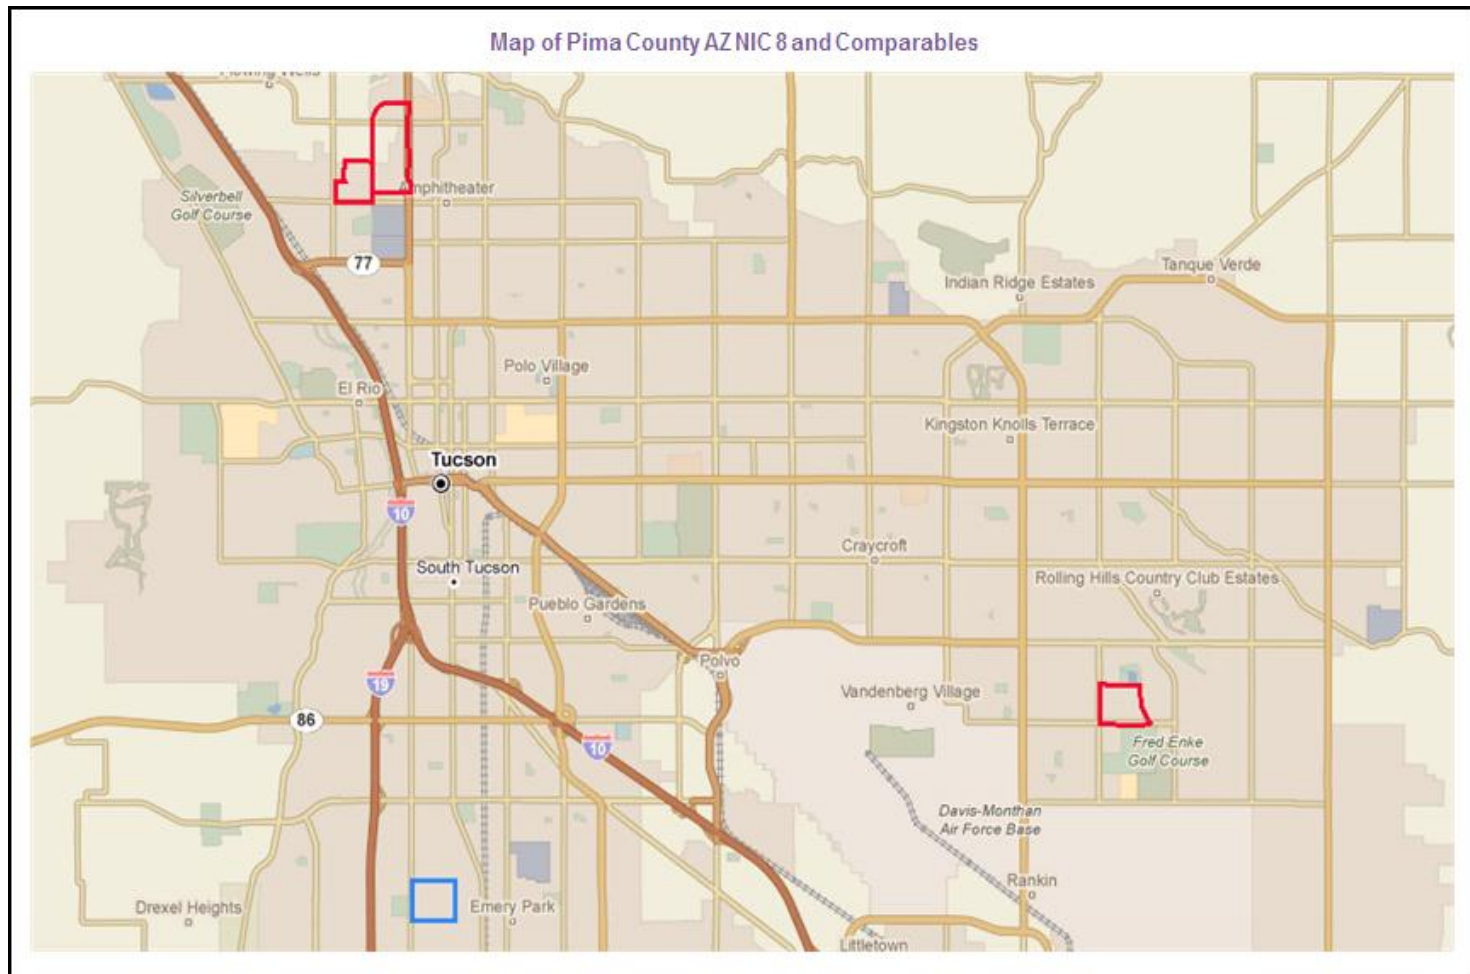 Map of Pima County AZ NIC 8 and Comparables
Flowing Wells
Silverbell
Golf Course
Amphitheater
77
Indian Ridge Estates
Tanque Verde
Polo Village
El Rio
Kingston Knolls Terrace
Tucson
10
Craycroft
South Tucson
Rolling Hills Country Club Estates
Pueblo Gardens
Polvo
19
Vandenberg Village
86
10
Fred Enke
Golf Course
Davis-Monthan
Air Force Base
Rankin
Drexel Heights
Emery Park
Littletown